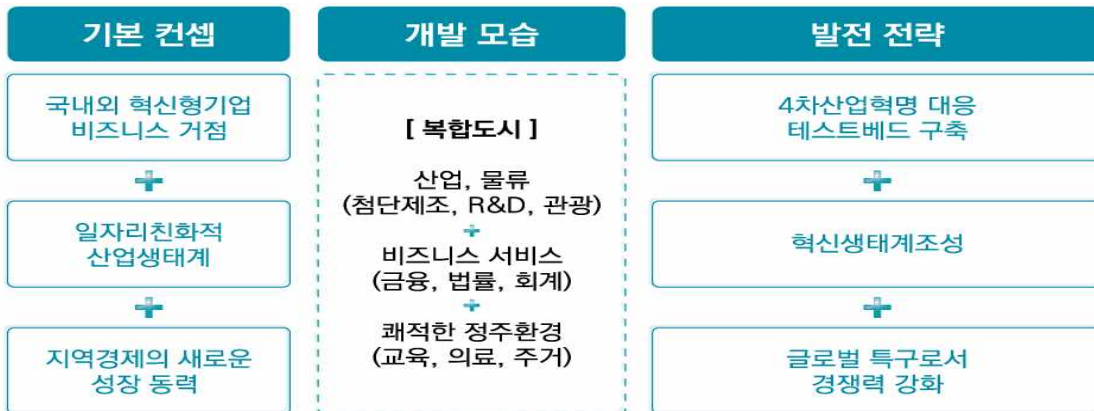 기본 컨셉
국내외 혁신형기업
비즈니스 거점
+
일자리친화적
산업생태계
+
지역경제의 새로운
성장 동력
개발 모습
[ 복합도시 ]
산업, 물류
(첨단제조, R&D, 관광)
+
비즈니스 서비스
(금융, 법률, 회계)
+
쾌적한 정주환경
(교육, 의료, 주거)
발전 전략
4차산업혁명 대응
테스트베드 구축
+
혁신생태계조성
+
글로벌 특구로서
경쟁력 강화